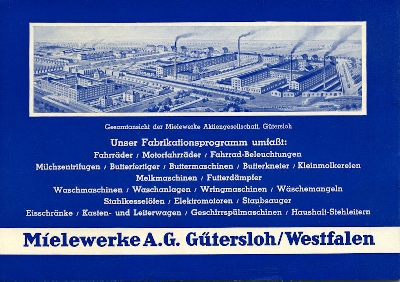 Gesamtansicht der Mielewerke Aktiengesellschaft, Gütersloh
Unser Fabrikationsprogramm umfaßt:
Fahrräder / Motorfahrräder / Fahrrad-Beleuchtungen
Milchzentrifugen / Butterfertiger / Buttermaschinen / Butterkneter / Kleinmolkereien
Melkmaschinen / Futterdämpfer
Waschmaschinen / Waschanlagen / Wringmaschinen / Wäschemangeln
Stahlkesselöfen / Elektromotoren / Staubsauger
Eisschränke / Kasten- und Leiterwagen / Geschirrspülmaschinen / Haushalt-Stehleitern
Mielewerke A.G. Gütersloh/Westfalen